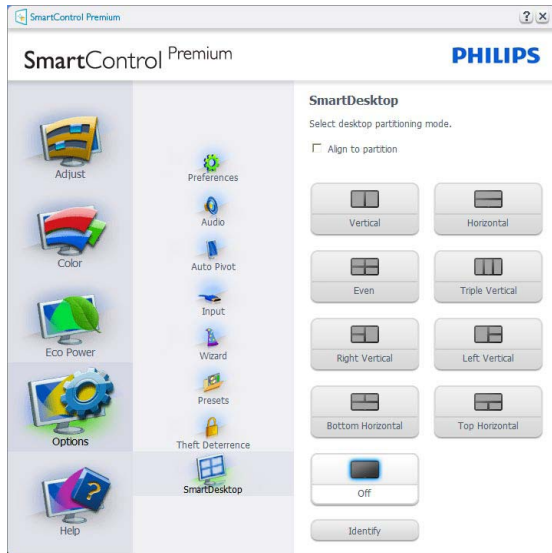 SmartControl Premium
SmartControl Premium
PHILIPS
Adjust
Color
Eco Power
Options
Help
Preferences
Audio
Auto Pivot
Input
Wizard
Presets
Theft Deterrence
SmartDesktop
SmartDesktop
Select desktop partitioning mode.
Align to partition
Vertical
Horizontal
Even
Triple Vertical
Right Vertical
Left Vertical
Bottom Horizontal
Top Horizontal
Off
Identify